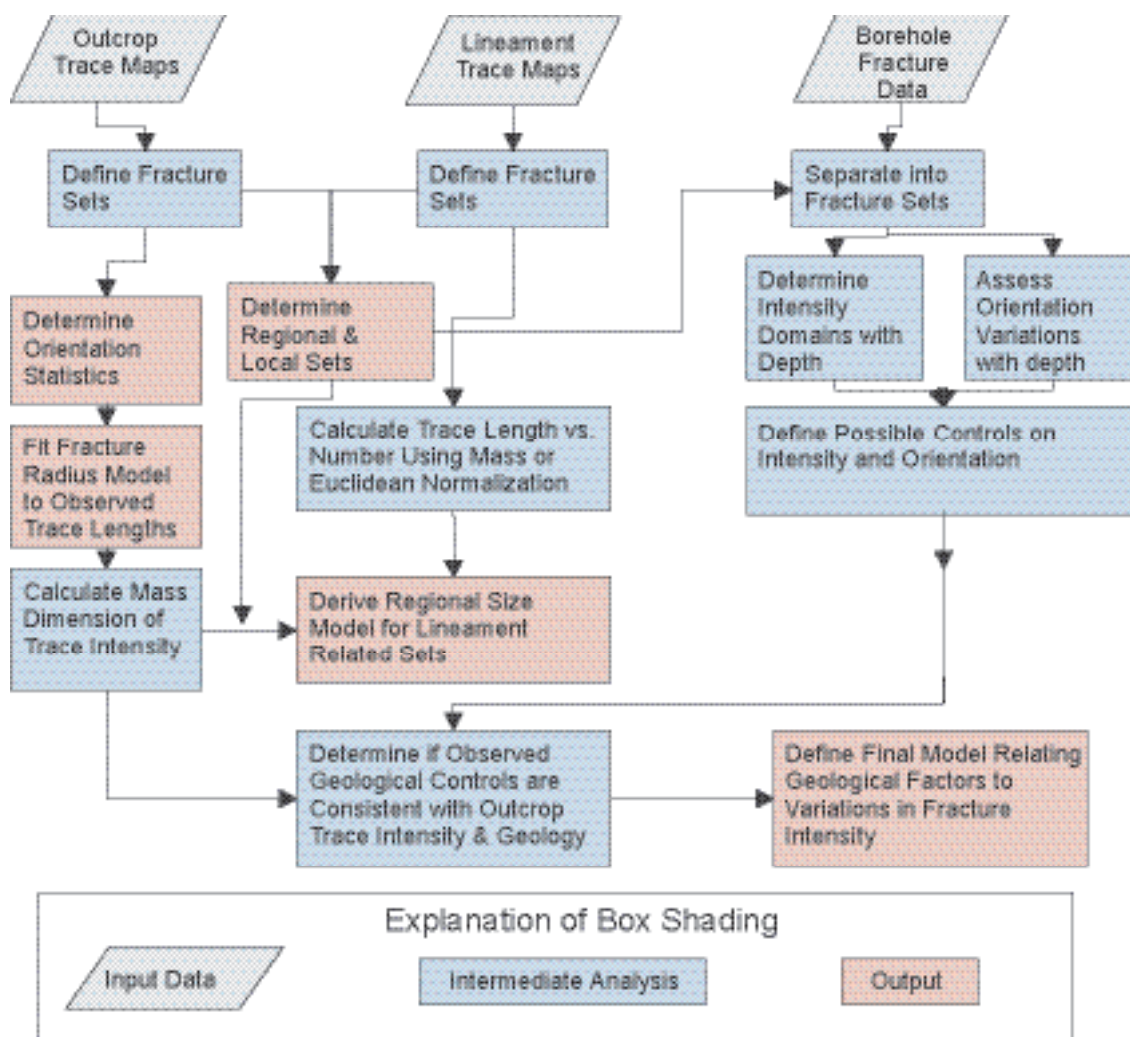 Outcrop
Trace Maps
Lineament
Trace Maps
Borehole
Fracture
Data
Define Fracture
Sets
Define Fracture
Sets
Separate into
Fracture Sets
Determine
Orientation
Statistics
Determine
Regional &
Local Sets
Determine
Intensity
Domains with
Depth
Assess
Orientation
Variations
with depth
Fit Fracture
Radius Model
to Observed
Trace Lengths
Calculate Trace Length vs.
Number Using Mass or
Euclidean Normalization
Define Possible Controls on
Intensity and Orientation
Calculate Mass
Dimension of
Trace Intensity
Derive Regional Size
Model for Lineament
Related Sets
Determine if Observed
Geological Controls are
Consistent with Outcrop
Trace Intensity & Geology
Define Final Model Relating
Geological Factors to
Variations in Fracture
Intensity
Explanation of Box Shading
Input Data
Intermediate Analysis
Output